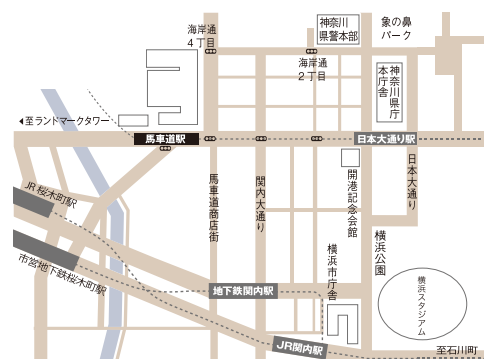 海岸通
4丁目
神奈川
県警本部
象の鼻
パーク
海岸通
2丁目
神奈川県庁
本庁舎
至ランドマークタワー
馬車道駅
日本大通り駅
馬車道商店街
関内大通り
開港記念会館
日本大通り
JR桜木町駅
市営地下鉄桜木町駅
横浜市庁舎
横浜公園
横浜スタジアム
地下鉄関内駅
JR関内駅
至石川町